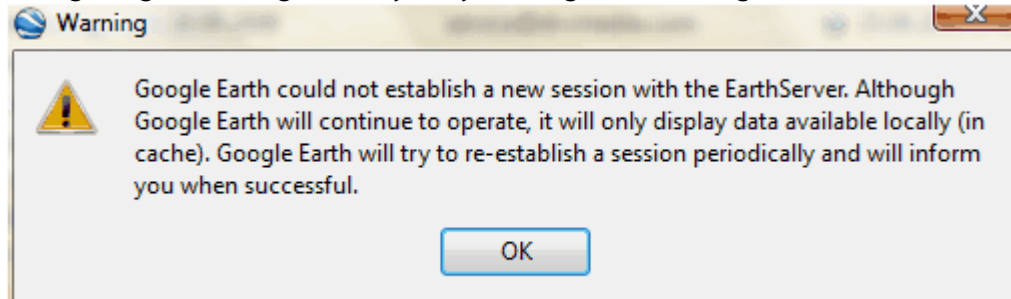 Warning
Google Earth could not establish a new session with the EarthServer. Although
Google Earth will continue to operate, it will only display data available locally (in
cache). Google Earth will try to re-establish a session periodically and will inform
you when successful.
OK